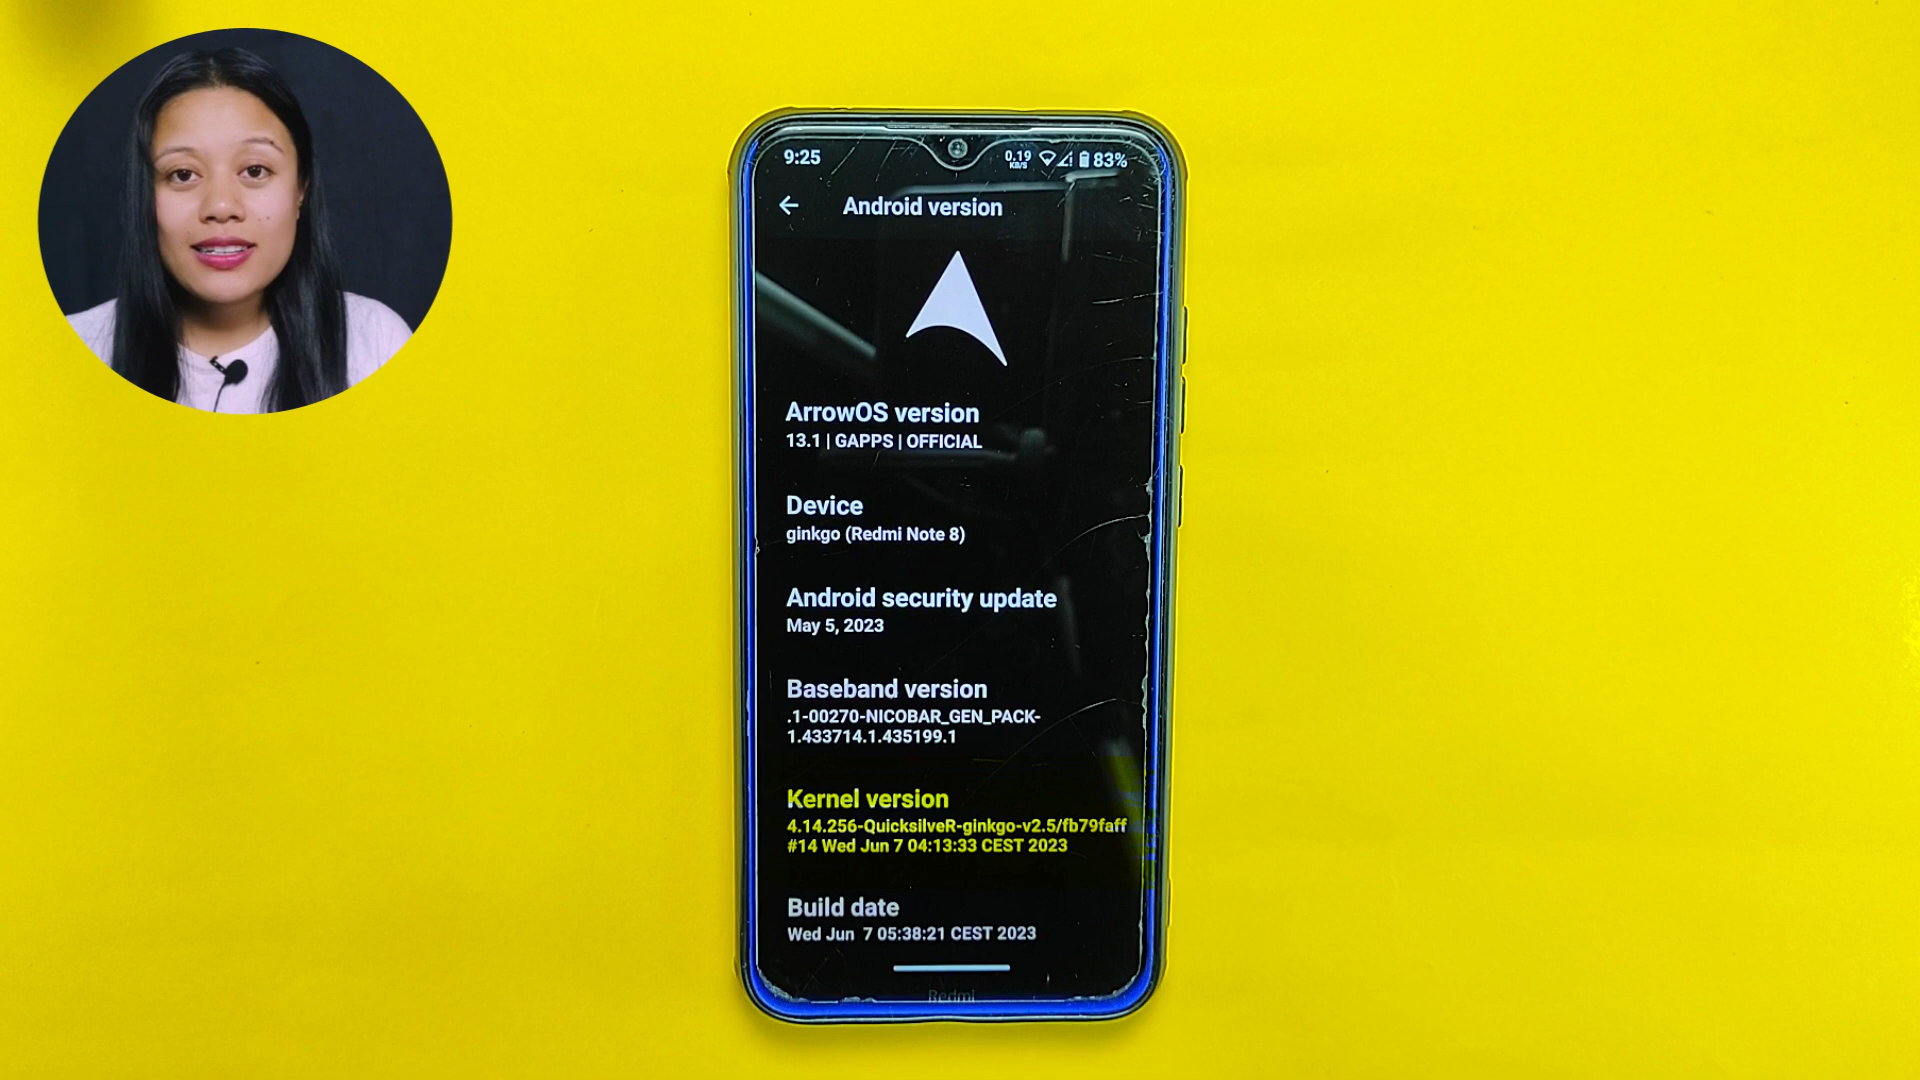 9:25
0.19
KB/S
83%
Android version
ArrowOS version
13.1 | GAPPS | OFFICIAL
Device
ginkgo (Redmi Note 8)
Android security update
May 5, 2023
Baseband version
.1-00270-NICOBAR_GEN_PACK-
1.433714.1.435199.1
Kernel version
4.14.256-QuicksilveR-ginkgo-v2.5/fb79faff
#14 Wed Jun 7 04:13:33 CEST 2023
Build date
Wed Jun 7 05:38:21 CEST 2023
Redmi